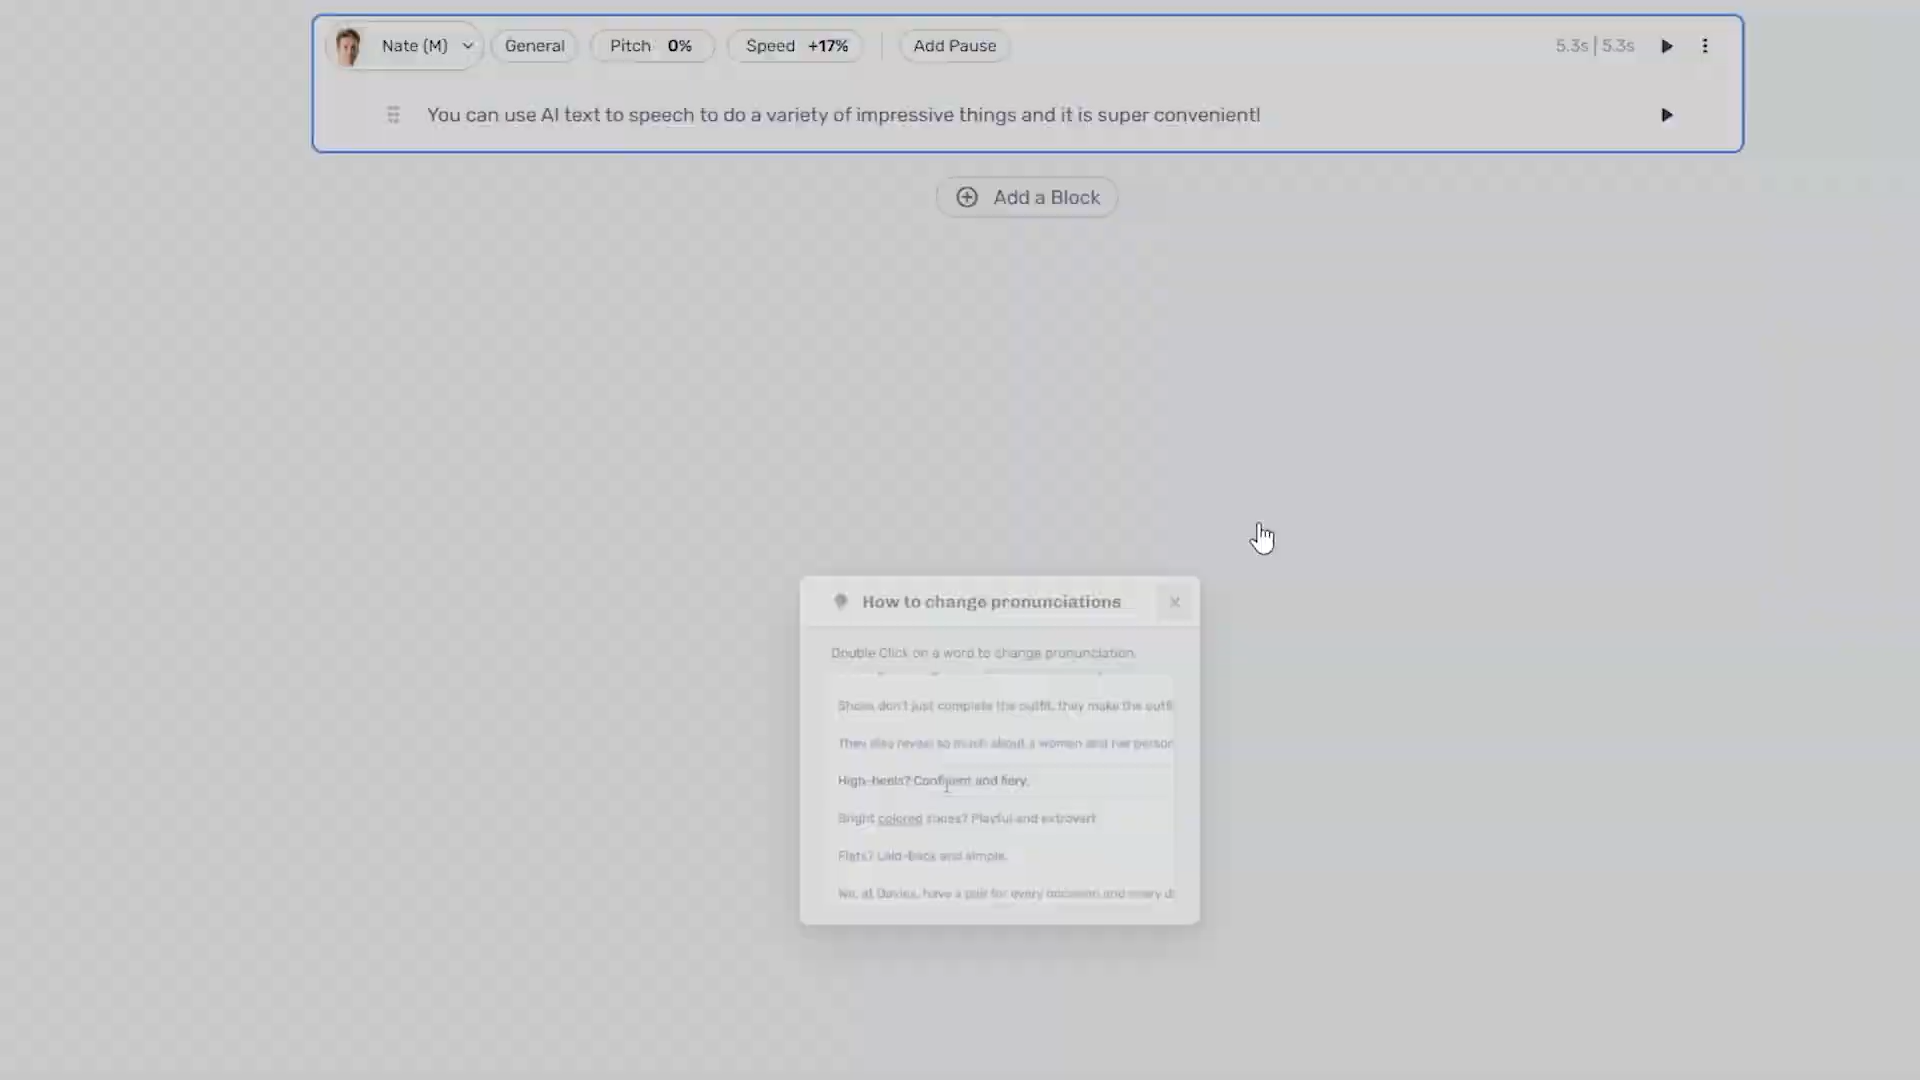 Nate (M) General Pitch 0% Speed +17% Add Pause 5.3s | 5.3s
You can use AI text to speech to do a variety of impressive things and it is super convenient!
Add a Block
How to change pronunciations
Double Click on a word to change pronunciation.
Shoes don't just complete the outfit, they make the outfi
They also reveal so much about a women and her person
High-heels? Confiuent and fiery.
Bright colored shoes? Playful and extrovert
Flats? Laid-back and simple.
We, at Davies, have a pair for every occasion and every d